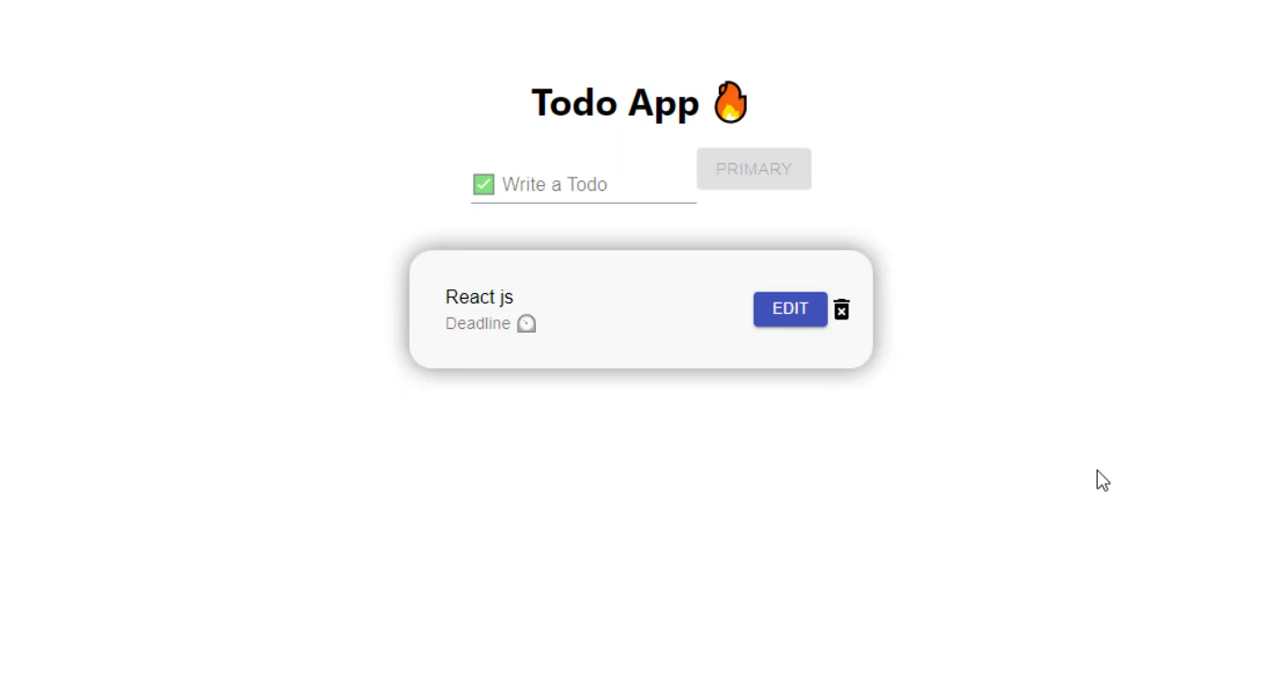 Todo App 🔥
✅ Write a Todo
PRIMARY
React js
Deadline ⏲
EDIT